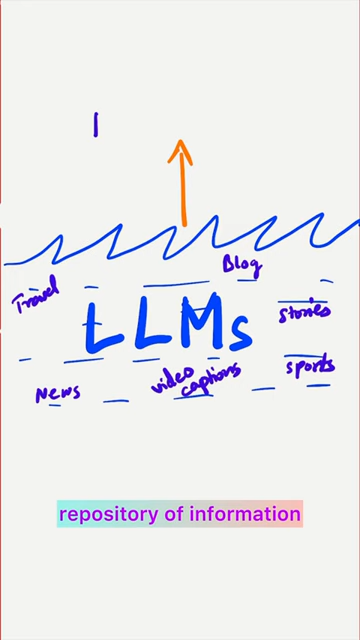 Blog
Travel
LLMs
stories
News
video
captions
sports
repository of information